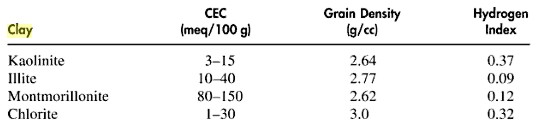 Clay CEC (meq/100 g) Grain Density (g/cc) Hydrogen Index
Kaolinite 3–15 2.64 0.37
Illite 10–40 2.77 0.09
Montmorillonite 80–150 2.62 0.12
Chlorite 1–30 3.0 0.32